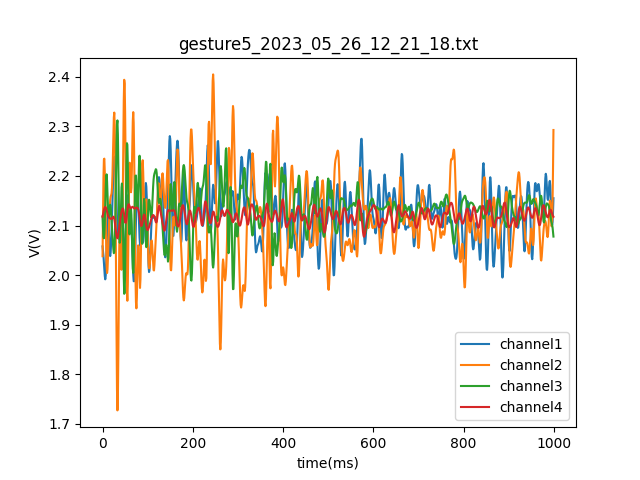 gesture5_2023_05_26_12_21_18.txt
2.4
2.3
2.2
2.1
2.0
1.9
1.8
1.7
V(V)
channel1
channel2
channel3
channel4
0
200
400
600
800
1000
time(ms)